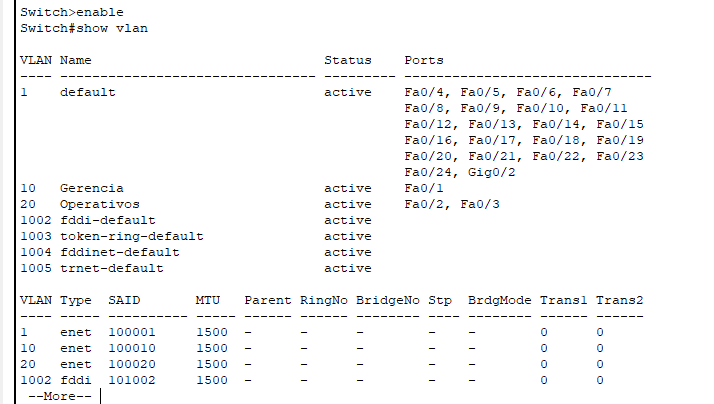 Switch>enable
Switch#show vlan
VLAN Name                             Status    Ports
---- -------------------------------- --------- -------------------------------
1    default                          active    Fa0/4, Fa0/5, Fa0/6, Fa0/7
                                                Fa0/8, Fa0/9, Fa0/10, Fa0/11
                                                Fa0/12, Fa0/13, Fa0/14, Fa0/15
                                                Fa0/16, Fa0/17, Fa0/18, Fa0/19
                                                Fa0/20, Fa0/21, Fa0/22, Fa0/23
                                                Fa0/24, Gig0/2
10   Gerencia                         active    Fa0/1
20   Operativos                       active    Fa0/2, Fa0/3
1002 fddi-default                     active
1003 token-ring-default               active
1004 fddinet-default                  active
1005 trnet-default                    active
VLAN Type  SAID       MTU   Parent RingNo BridgeNo Stp  BrdgMode Trans1 Trans2
---- ----- ---------- ----- ------ ------ -------- ---- -------- ------ ------
1    enet  100001     1500  -      -      -        -    -        0      0
10   enet  100010     1500  -      -      -        -    -        0      0
20   enet  100020     1500  -      -      -        -    -        0      0
1002 fddi  101002     1500  -      -      -        -    -        0      0
 --More--